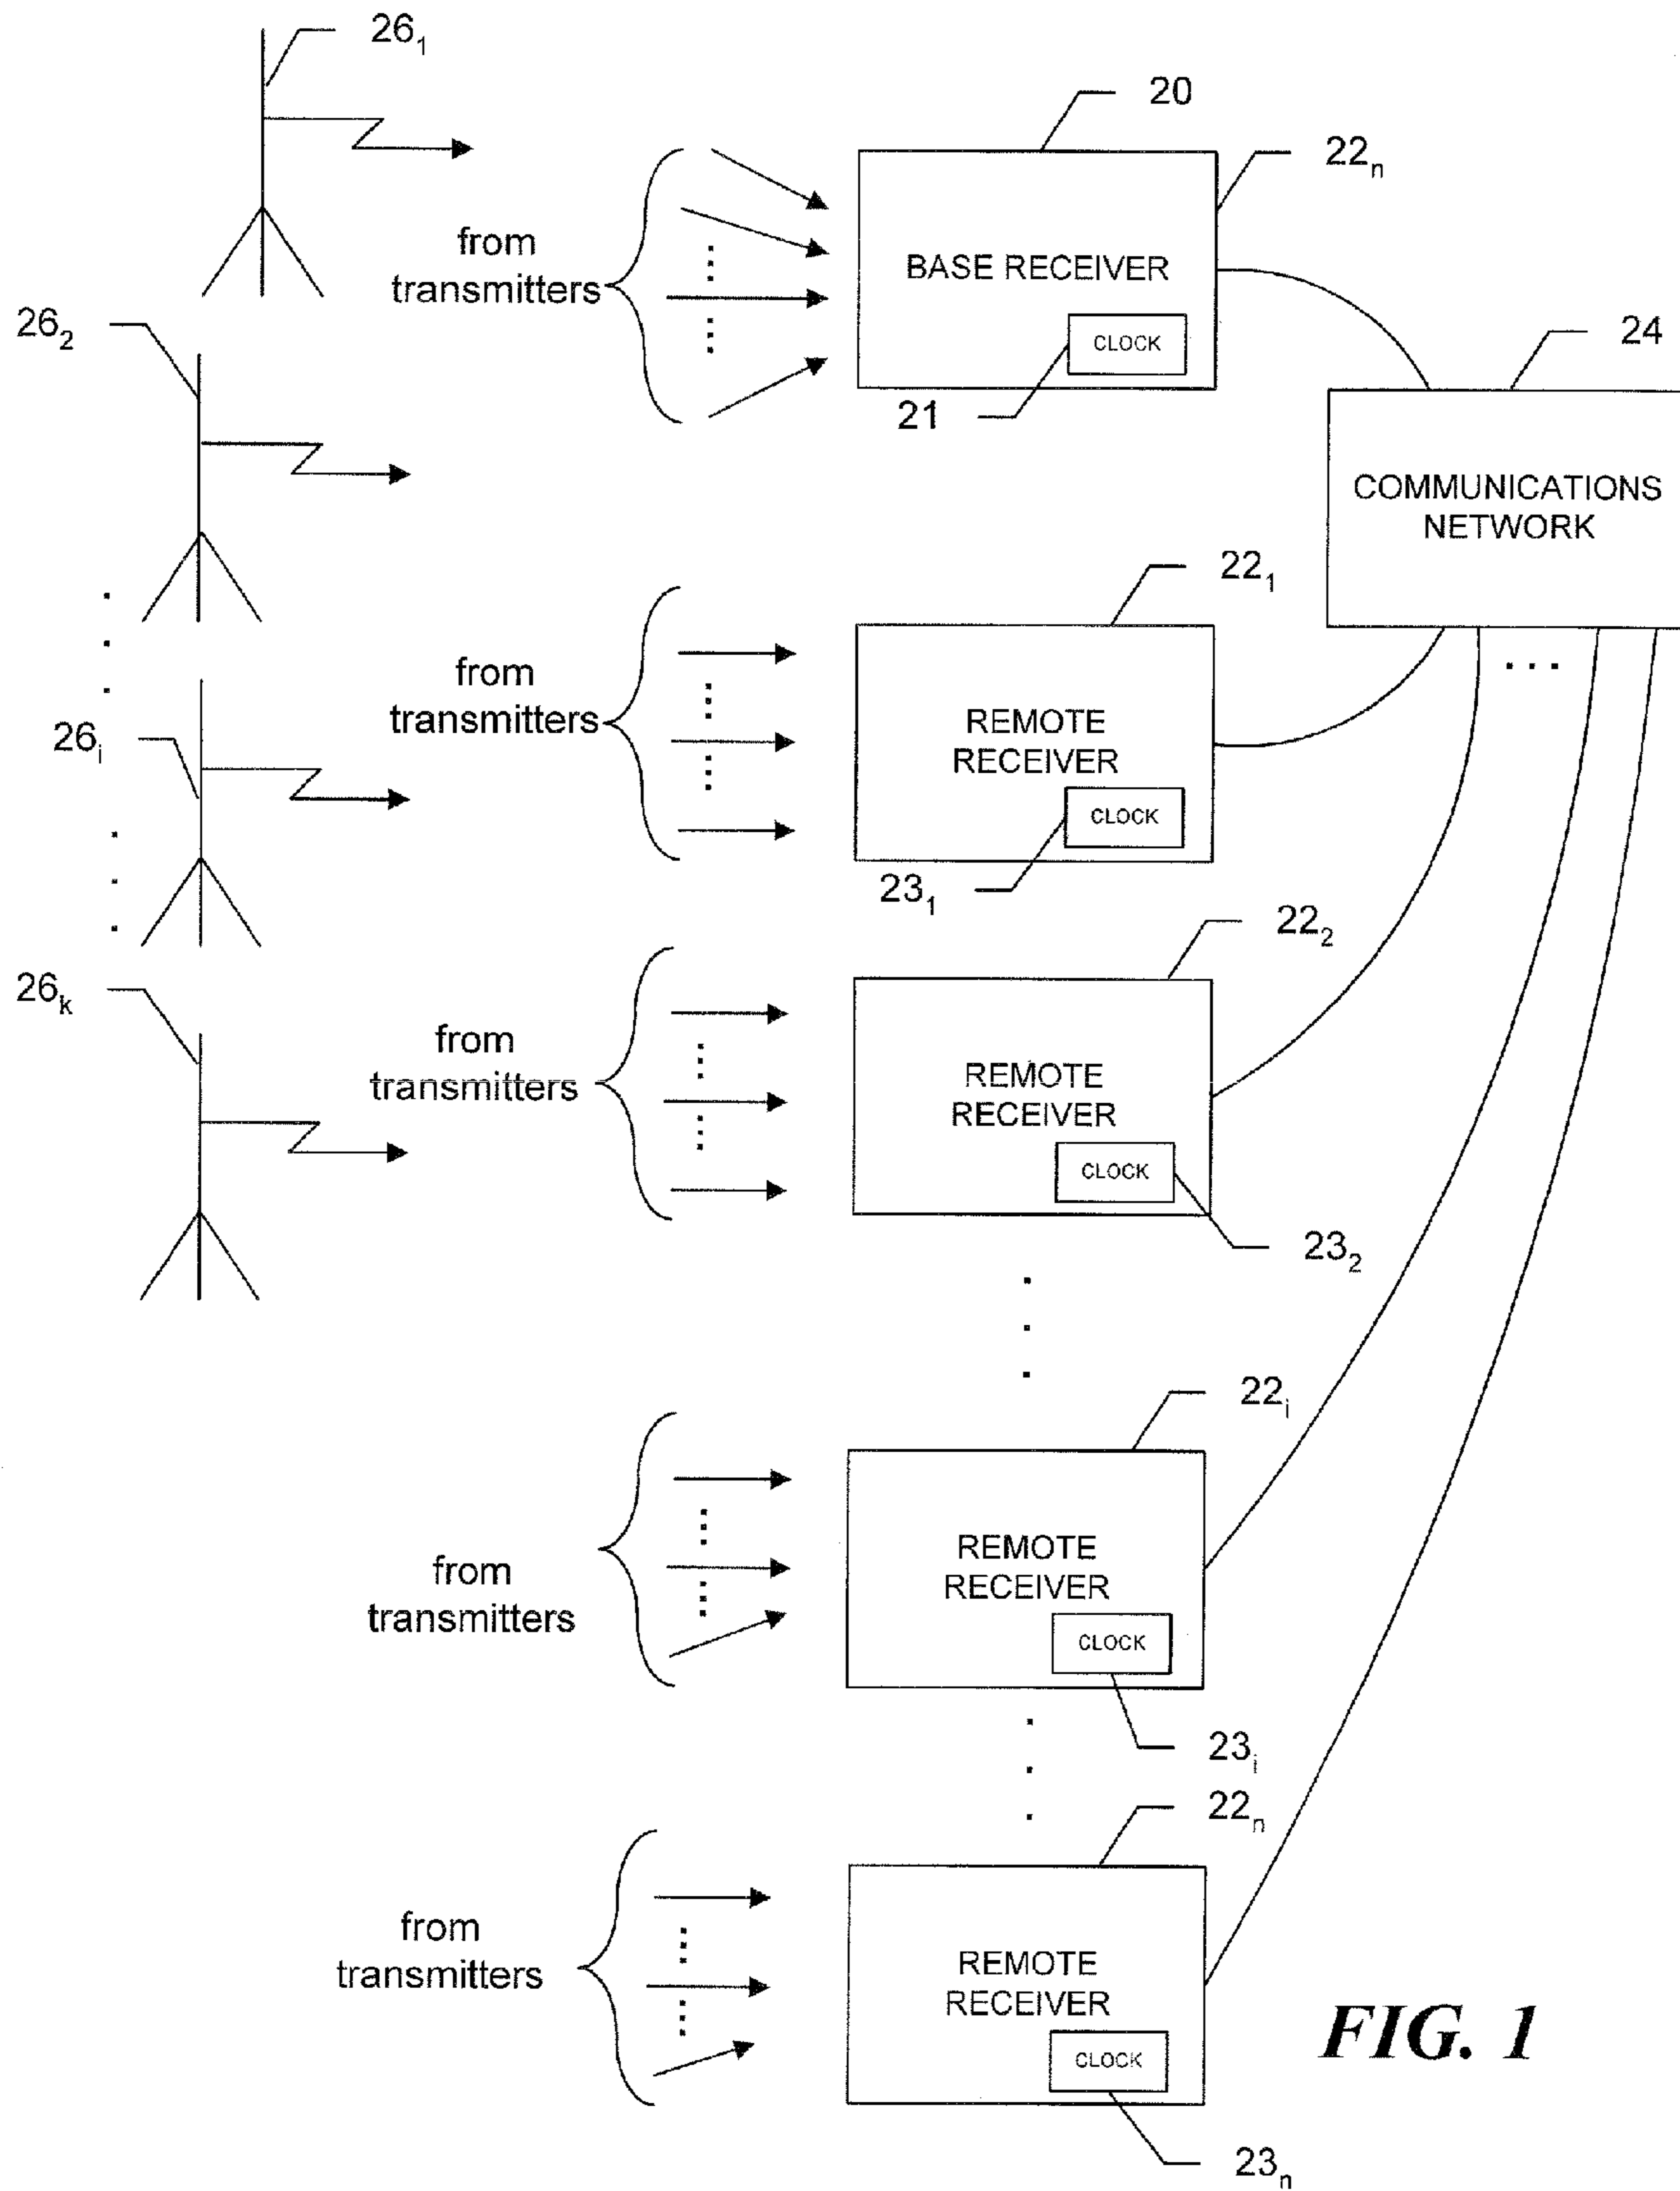 26₁
20
22ₙ
from
transmitters
BASE RECEIVER
CLOCK
21
26₂
24
COMMUNICATIONS
NETWORK
22₁
from
transmitters
REMOTE
RECEIVER
CLOCK
23₁
26ᵢ
22₂
26ₖ
from
transmitters
REMOTE
RECEIVER
CLOCK
23₂
22ᵢ
from
transmitters
REMOTE
RECEIVER
CLOCK
23ᵢ
22ₙ
from
transmitters
REMOTE
RECEIVER
CLOCK
23ₙ
FIG. 1